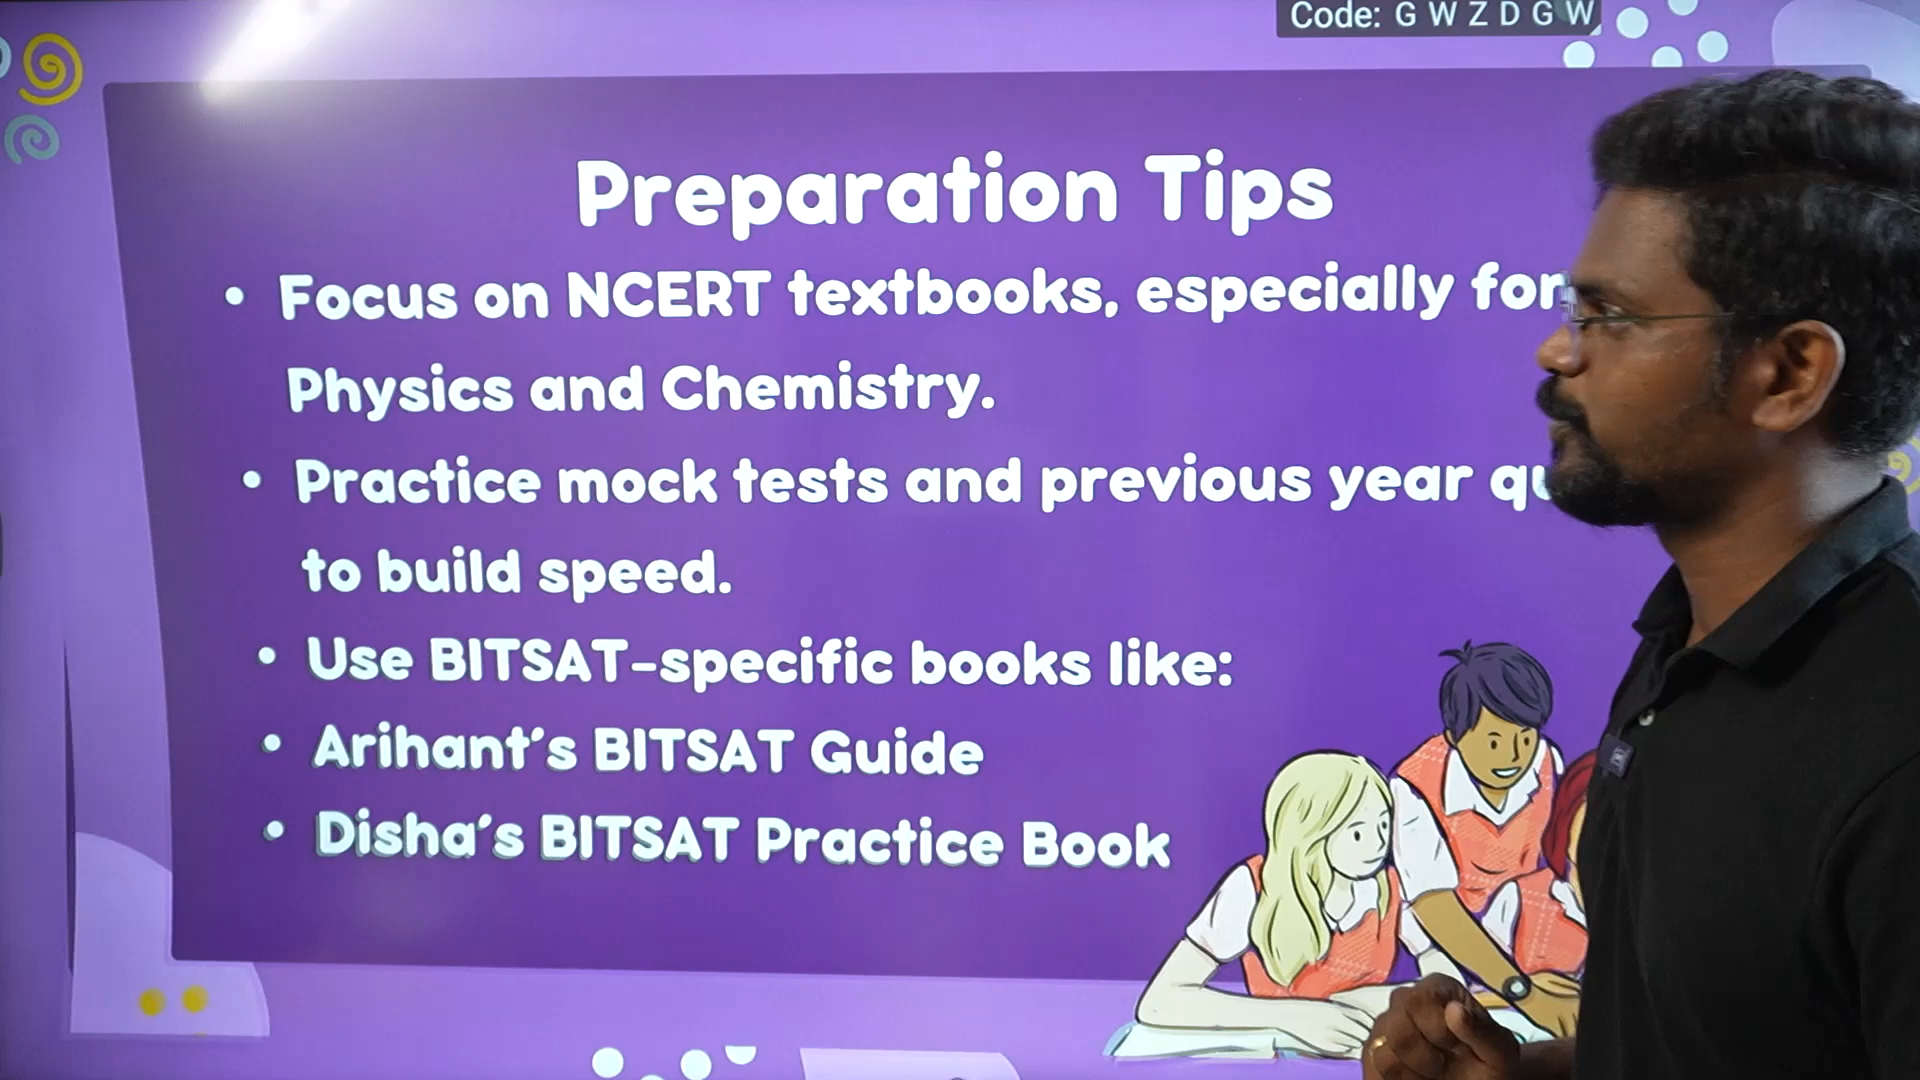 Code: G W Z D G W
Preparation Tips
• Focus on NCERT textbooks, especially for
Physics and Chemistry.
• Practice mock tests and previous year
to build speed.
• Use BITSAT-specific books like:
• Arihant's BITSAT Guide
• Disha's BITSAT Practice Book